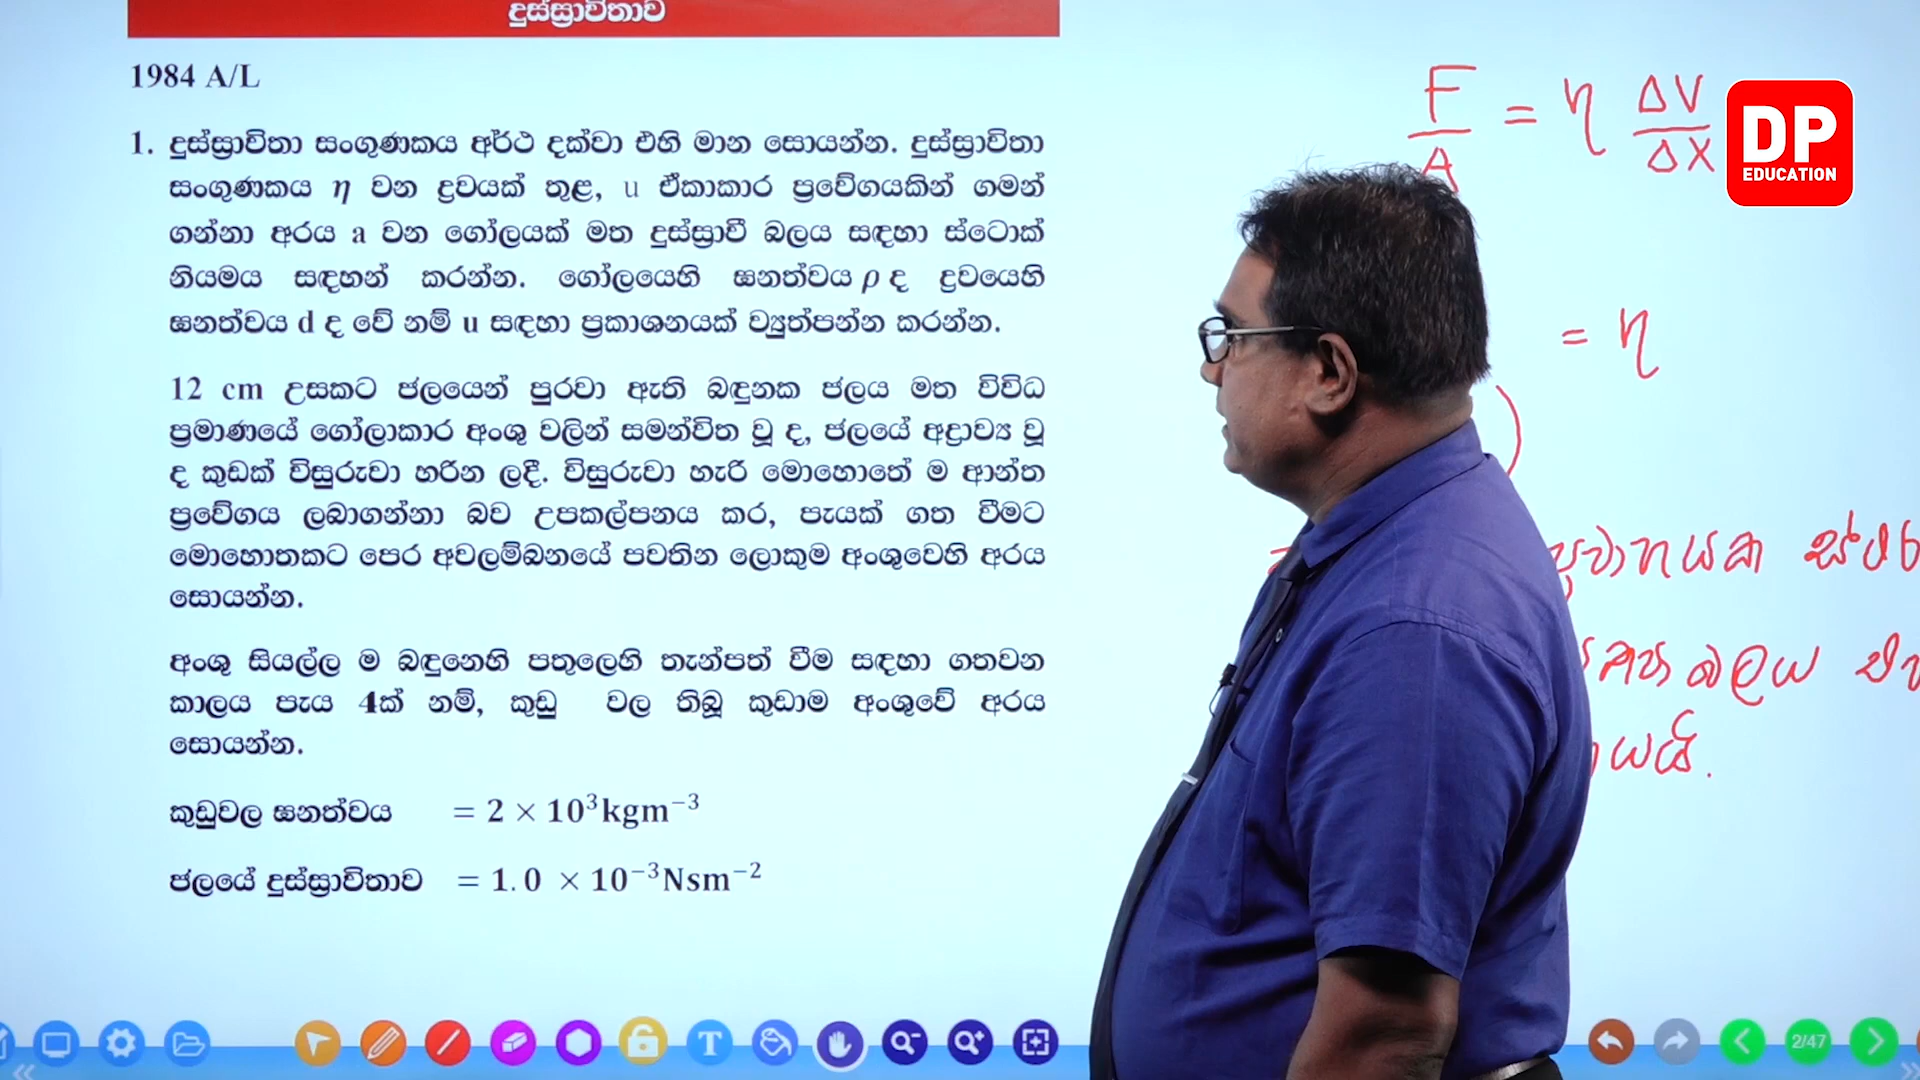 දුස්ස්‍රාවිතාව
1984 A/L
1. දුස්ස්‍රාවිතා සංගුණකය අර්ථ දක්වා එහි මාන සොයන්න. දුස්ස්‍රාවිතා
සංගුණකය η වන ද්‍රවයක් තුළ, u ඒකාකාර ප්‍රවේගයකින් ගමන්
ගන්නා අරය a වන ගෝලයක් මත දුස්ස්‍රාවී බලය සඳහා ස්ටොක්
නියමය සඳහන් කරන්න. ගෝලයෙහි ඝනත්වය ρ ද ද්‍රවයෙහි
ඝනත්වය d ද වේ නම් u සඳහා ප්‍රකාශනයක් ව්‍යුත්පන්න කරන්න.
12 cm උසකට ජලයෙන් පුරවා ඇති බඳුනක ජලය මත විවිධ
ප්‍රමාණයේ ගෝලාකාර අංශු වලින් සමන්විත වූ ද, ජලයේ අද්‍රාව්‍ය වූ
ද කුඩක් විසුරුවා හරින ලදී. විසුරුවා හැරි මොහොතේ ම ආන්ත
ප්‍රවේගය ලබාගන්නා බව උපකල්පනය කර, පැයක් ගත වීමට
මොහොතකට පෙර අවලම්බනයේ පවතින ලොකුම අංශුවෙහි අරය
සොයන්න.
අංශු සියල්ල ම බඳුනෙහි පතුලෙහි තැන්පත් වීම සඳහා ගතවන
කාලය පැය 4ක් නම්, කුඩු වල තිබූ කුඩාම අංශුවේ අරය
සොයන්න.
කුඩුවල ඝනත්වය = 2 × 10³kgm⁻³
ජලයේ දුස්ස්‍රාවිතාව = 1.0 × 10⁻³Nsm⁻²
F/A = η ΔV/ΔX
= η
)
DP
EDUCATION
බලය
යයි.
T
2/47